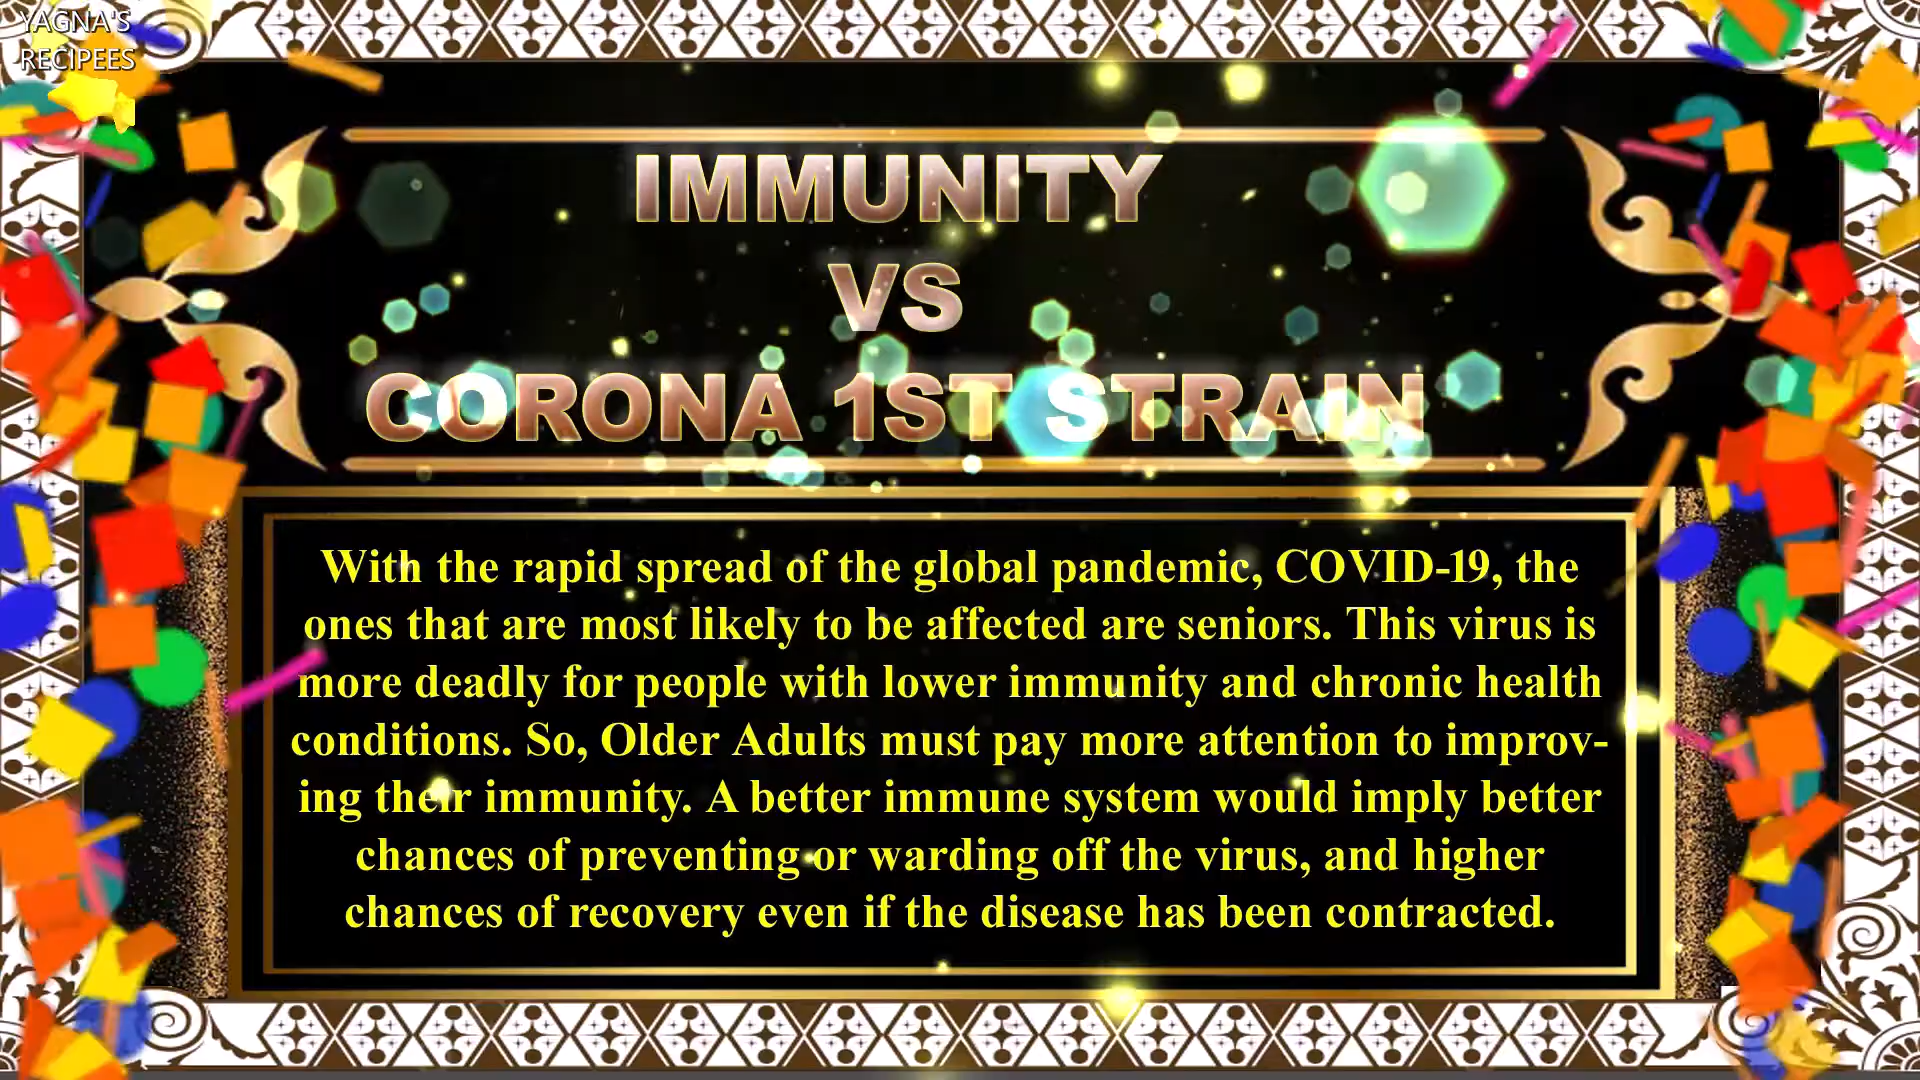 YAGNA'S
RECIPEES
IMMUNITY
VS
CORONA 1ST STRAIN
With the rapid spread of the global pandemic, COVID-19, the
ones that are most likely to be affected are seniors. This virus is
more deadly for people with lower immunity and chronic health
conditions. So, Older Adults must pay more attention to improv-
ing their immunity. A better immune system would imply better
chances of preventing or warding off the virus, and higher
chances of recovery even if the disease has been contracted.